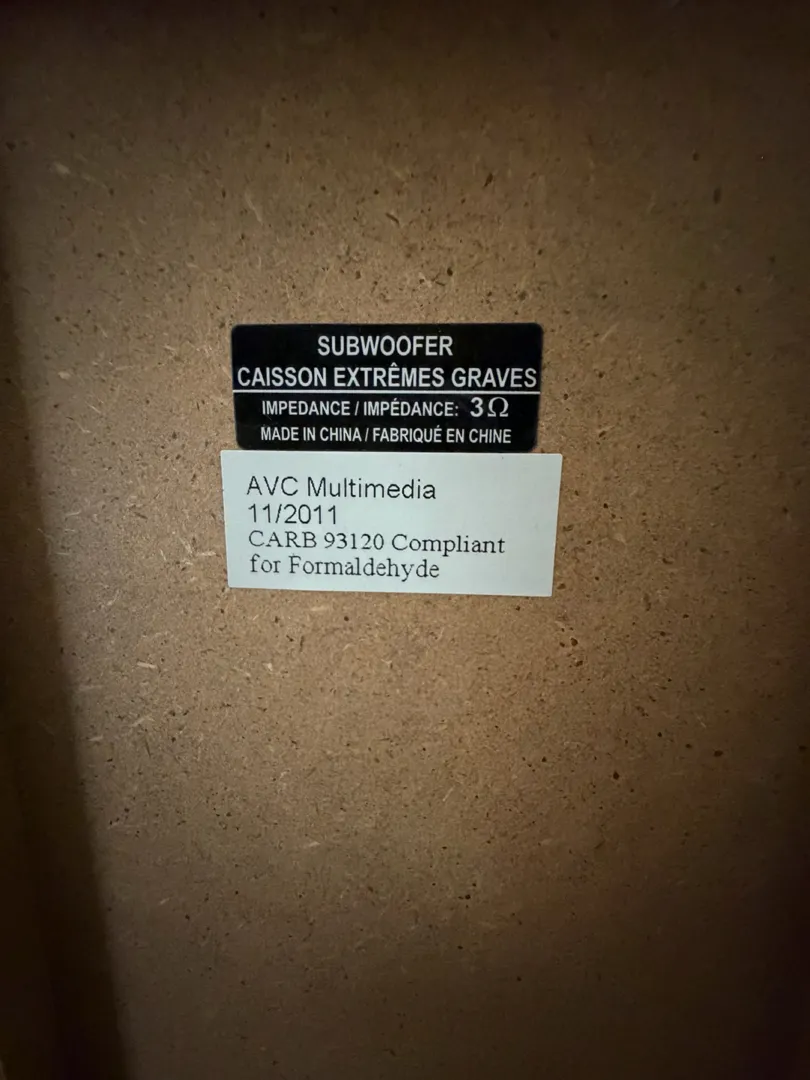 SUBWOOFER
CAISSON EXTRÊMES GRAVES
IMPEDANCE / IMPÉDANCE: 3Ω
MADE IN CHINA / FABRIQUÉ EN CHINE
AVC Multimedia
11/2011
CARB 93120 Compliant
for Formaldehyde